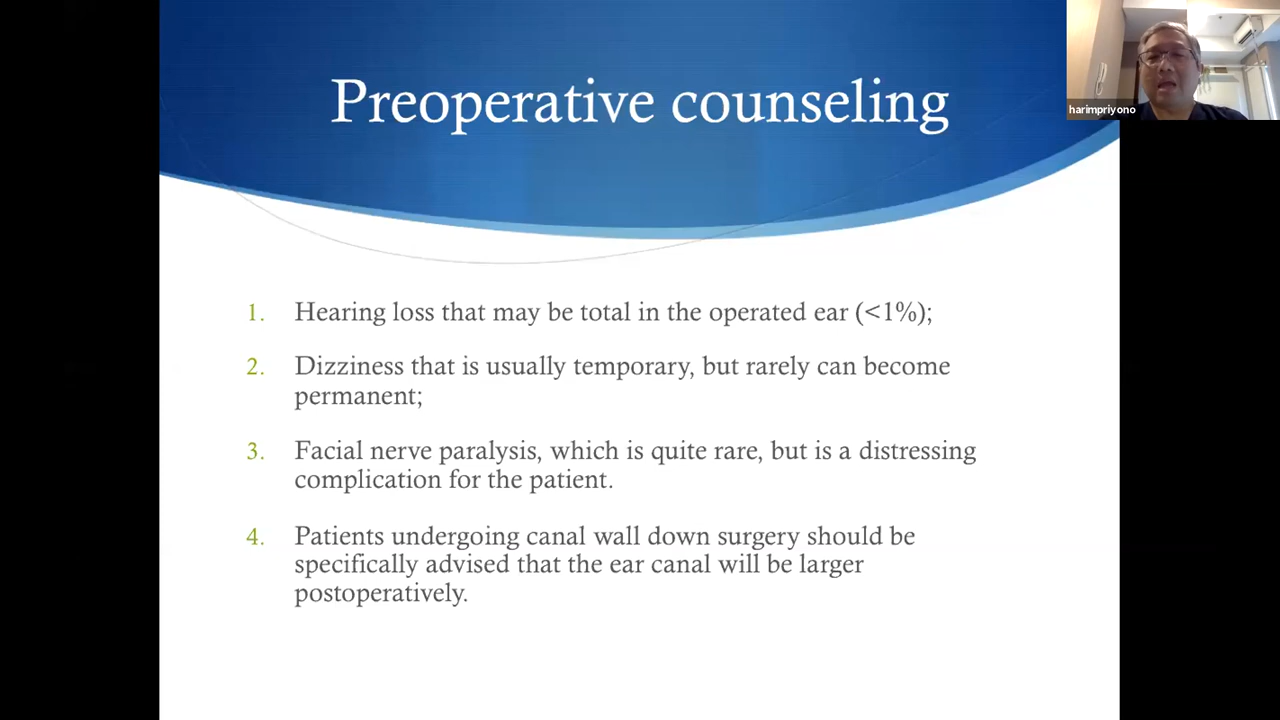 Preoperative counseling
harimpriyono
1. Hearing loss that may be total in the operated ear (<1%);
2. Dizziness that is usually temporary, but rarely can become
permanent;
3. Facial nerve paralysis, which is quite rare, but is a distressing
complication for the patient.
4. Patients undergoing canal wall down surgery should be
specifically advised that the ear canal will be larger
postoperatively.